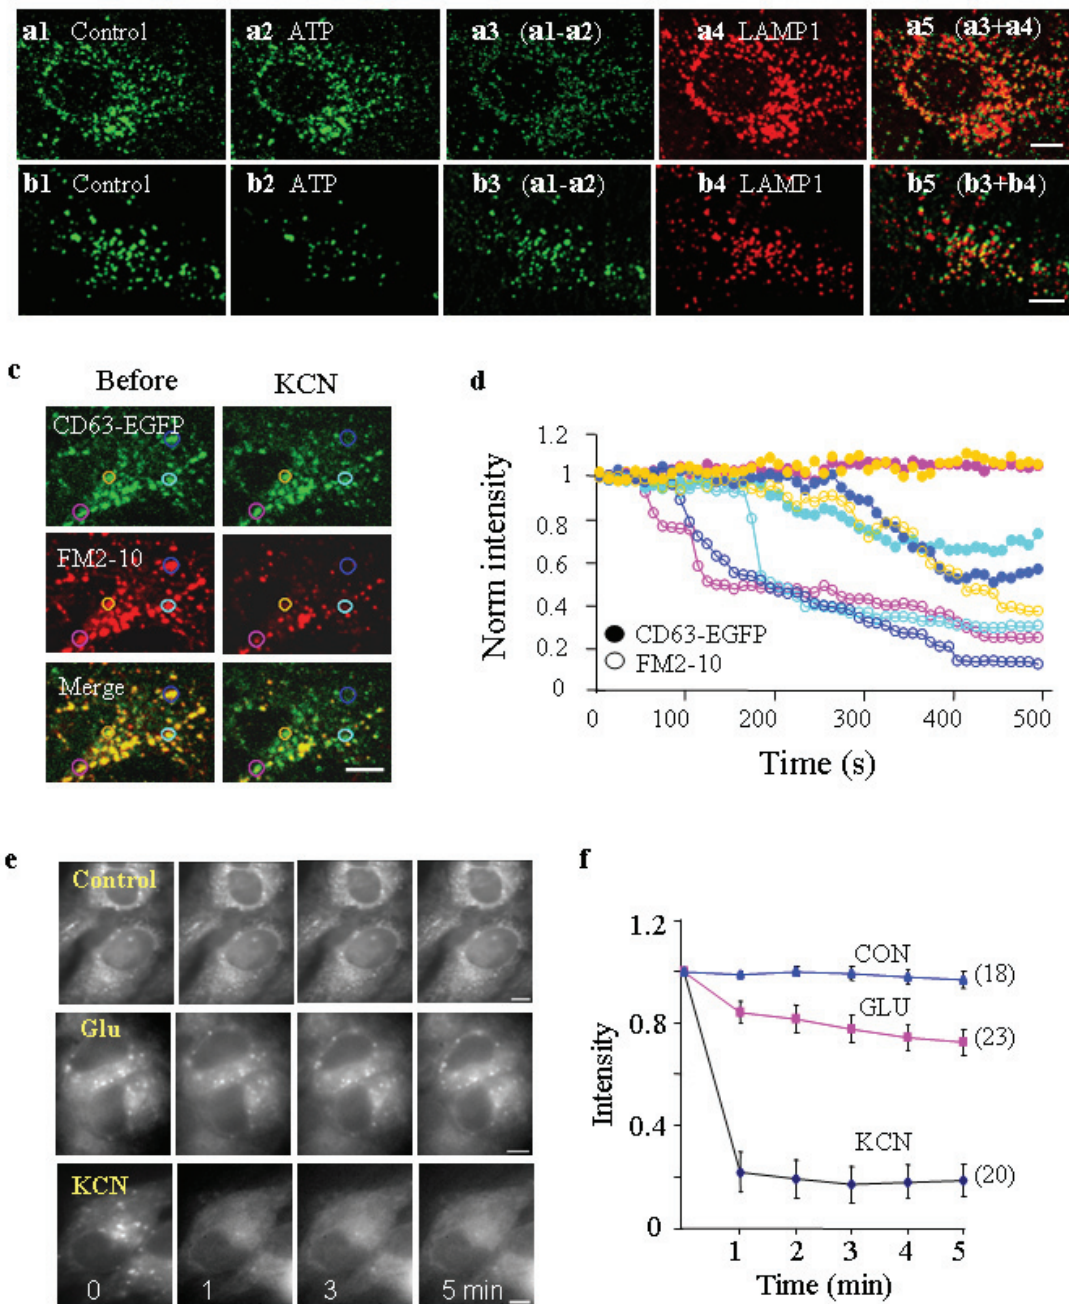 a1 Control
a2 ATP
a3 (a1-a2)
a4 LAMP1
a5 (a3+a4)
b1 Control
b2 ATP
b3 (a1-a2)
b4 LAMP1
b5 (b3+b4)
c
Before
KCN
CD63-EGFP
FM2-10
Merge
d
Norm intensity
1.2
1
0.8
0.6
0.4
0.2
0
CD63-EGFP
FM2-10
0 100 200 300 400 500
Time (s)
e
Control
Glu
KCN
0
1
3
5 min
f
Intensity
1.2
0.8
0.4
0
CON
(18)
GLU
(23)
KCN
(20)
1 2 3 4 5
Time (min)